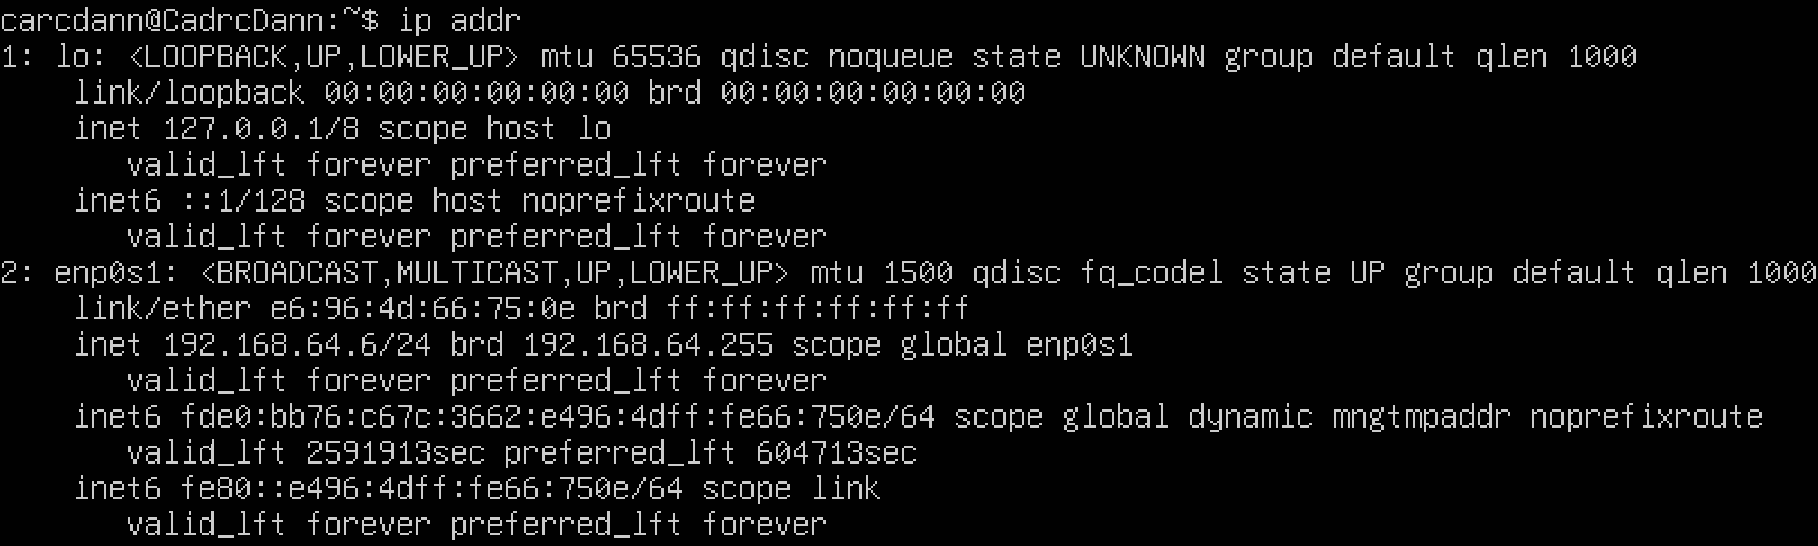 carcdann@CadrcDann:~$ ip addr
1: lo: <LOOPBACK,UP,LOWER_UP> mtu 65536 qdisc noqueue state UNKNOWN group default qlen 1000
    link/loopback 00:00:00:00:00:00 brd 00:00:00:00:00:00
    inet 127.0.0.1/8 scope host lo
       valid_lft forever preferred_lft forever
    inet6 ::1/128 scope host noprefixroute
       valid_lft forever preferred_lft forever
2: enp0s1: <BROADCAST,MULTICAST,UP,LOWER_UP> mtu 1500 qdisc fq_codel state UP group default qlen 1000
    link/ether e6:96:4d:66:75:0e brd ff:ff:ff:ff:ff:ff
    inet 192.168.64.6/24 brd 192.168.64.255 scope global enp0s1
       valid_lft forever preferred_lft forever
    inet6 fde0:bb76:c67c:3662:e496:4dff:fe66:750e/64 scope global dynamic mngtmpaddr noprefixroute
       valid_lft 2591913sec preferred_lft 604713sec
    inet6 fe80::e496:4dff:fe66:750e/64 scope link
       valid_lft forever preferred_lft forever